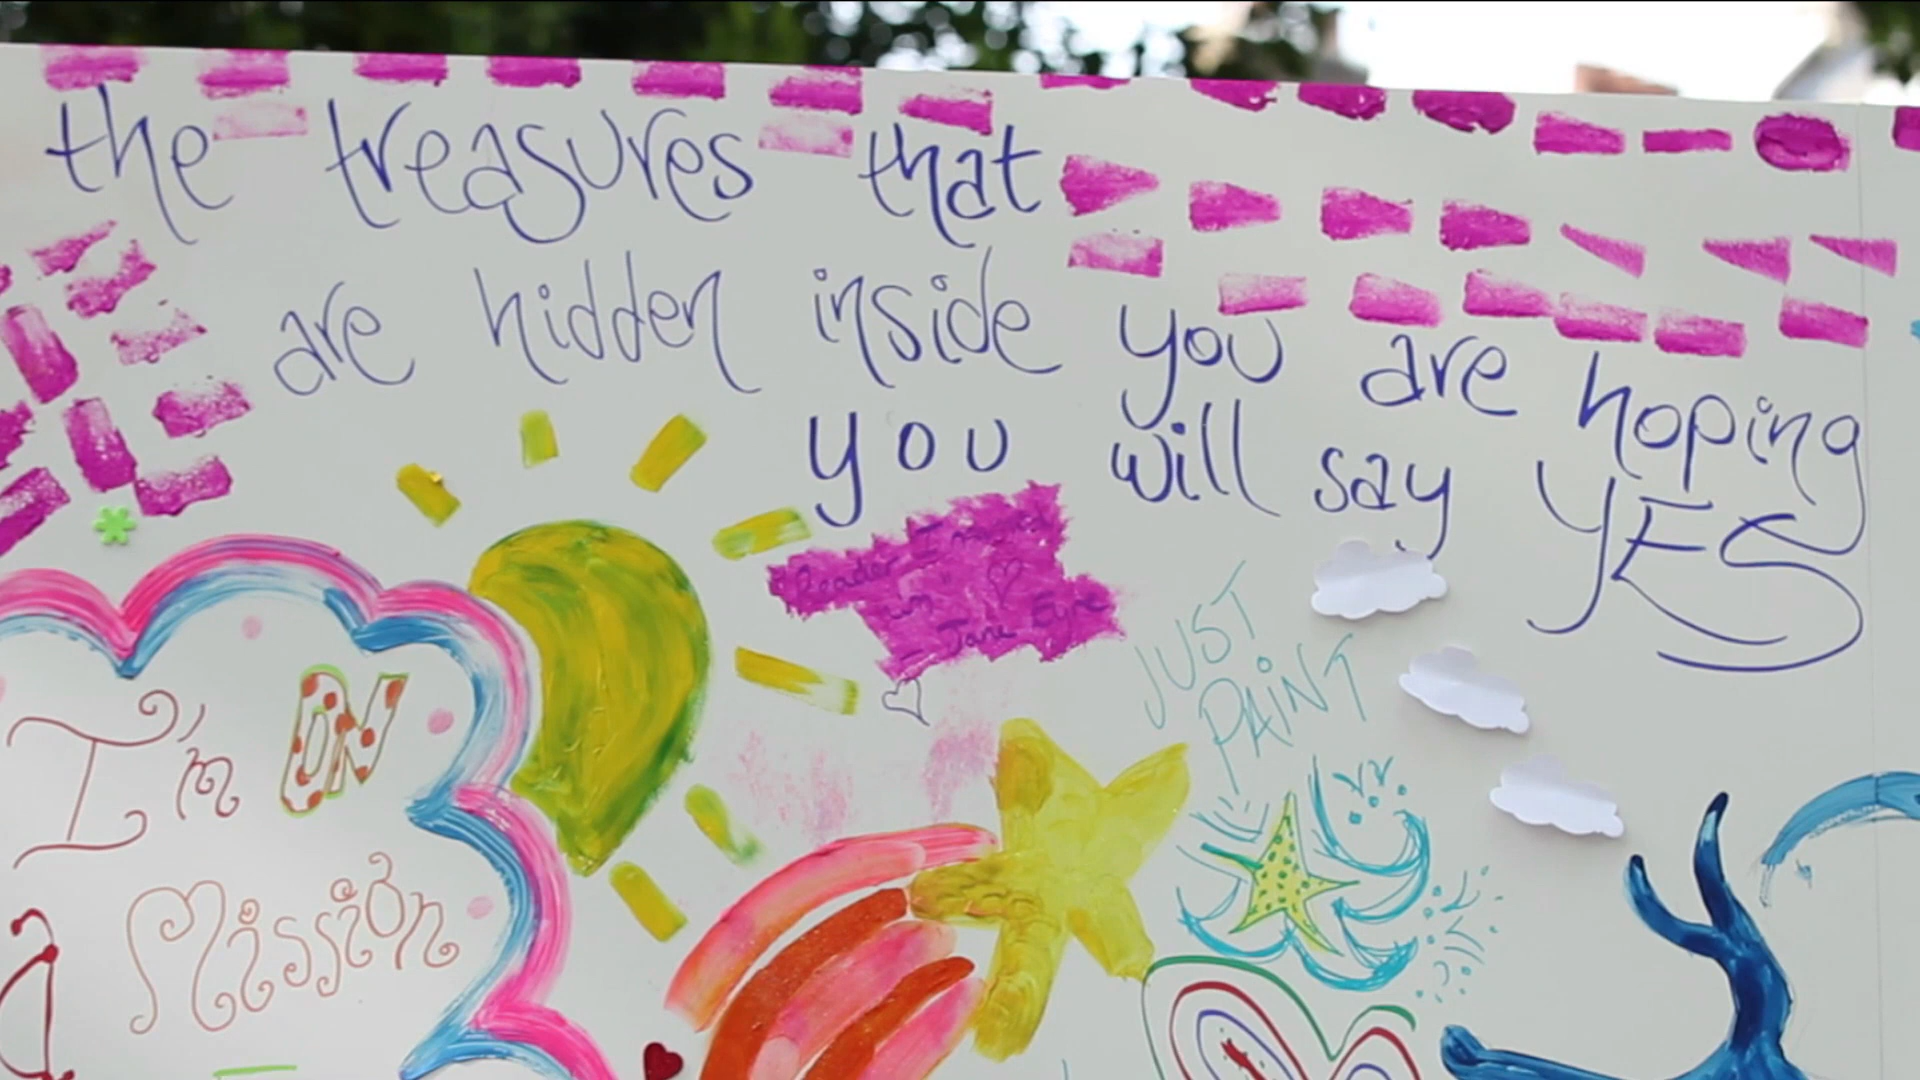 the treasures that
are hidden inside you are hoping
you will say YES
Reader I married
him
- Jane Eyre
JUST
PAINT
I'm ON
Mission